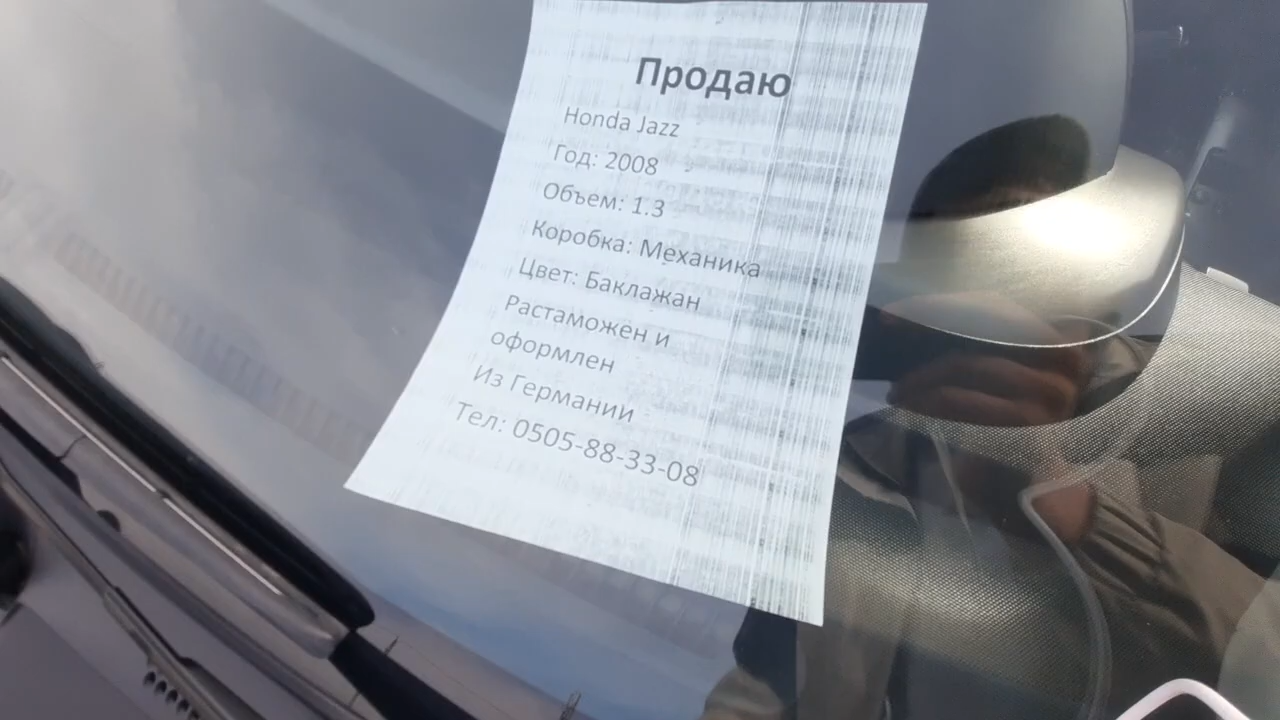 Продаю
Honda Jazz
Год: 2008
Объем: 1.3
Коробка: Механика
Цвет: Баклажан
Растаможен и
оформлен
Из Германии
Тел: 0505-88-33-08